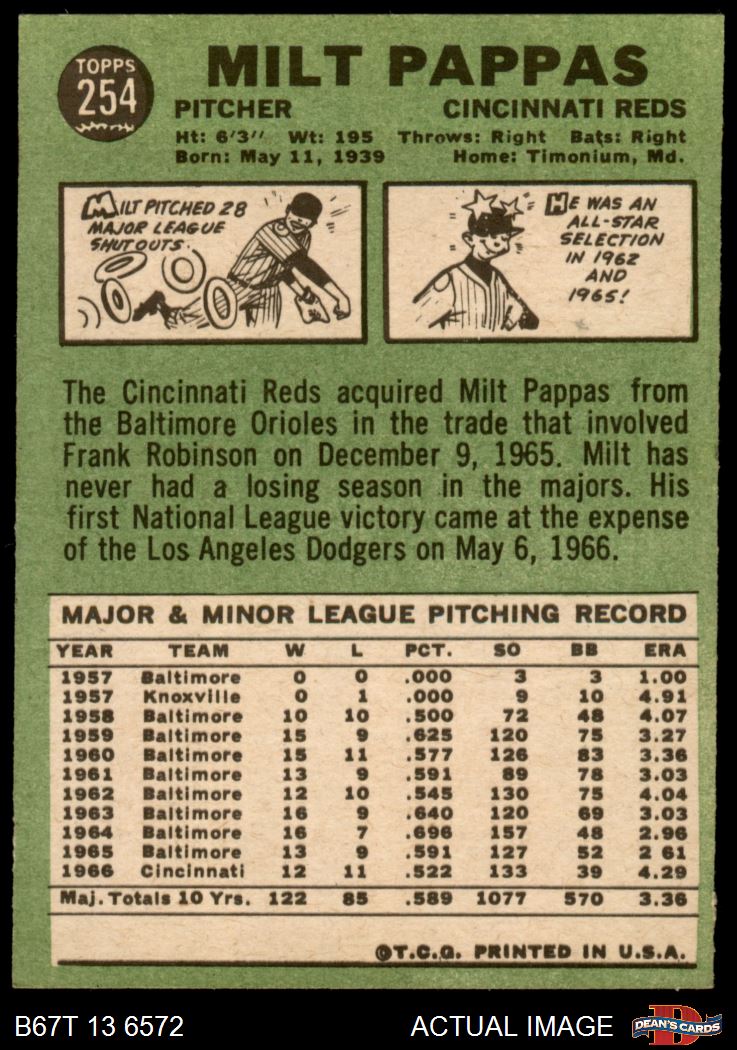 TOPPS
254
MILT PAPPAS
PITCHER CINCINNATI REDS
Ht: 6'3" Wt: 195 Throws: Right Bats: Right
Born: May 11, 1939 Home: Timonium, Md.
MILT PITCHED 28
MAJOR LEAGUE
SHUTOUTS.
HE WAS AN
ALL-STAR
SELECTION
IN 1962
AND
1965!
The Cincinnati Reds acquired Milt Pappas from
the Baltimore Orioles in the trade that involved
Frank Robinson on December 9, 1965. Milt has
never had a losing season in the majors. His
first National League victory came at the expense
of the Los Angeles Dodgers on May 6, 1966.
MAJOR & MINOR LEAGUE PITCHING RECORD
YEAR TEAM W L PCT. SO BB ERA
1957 Baltimore 0 0 .000 3 3 1.00
1957 Knoxville 0 1 .000 9 10 4.91
1958 Baltimore 10 10 .500 72 48 4.07
1959 Baltimore 15 9 .625 120 75 3.27
1960 Baltimore 15 11 .577 126 83 3.36
1961 Baltimore 13 9 .591 89 78 3.03
1962 Baltimore 12 10 .545 130 75 4.04
1963 Baltimore 16 9 .640 120 69 3.03
1964 Baltimore 16 7 .696 157 48 2.96
1965 Baltimore 13 9 .591 127 52 2 61
1966 Cincinnati 12 11 .522 133 39 4.29
Maj. Totals 10 Yrs. 122 85 .589 1077 570 3.36
©T.C.G. PRINTED IN U.S.A.
B67T 13 6572 ACTUAL IMAGE
DEAN'S CARDS